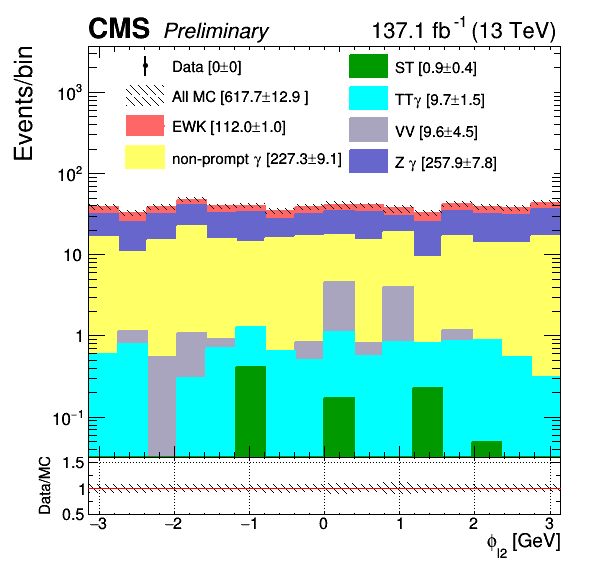 CMS Preliminary 137.1 fb⁻¹ (13 TeV)
Events/bin
Data [0±0]
All MC [617.7±12.9 ]
EWK [112.0±1.0]
non-prompt γ [227.3±9.1]
ST [0.9±0.4]
TTγ [9.7±1.5]
VV [9.6±4.5]
Z γ [257.9±7.8]
10³
10²
10
1
10⁻¹
Data/MC
1.5
1
0.5
−3 −2 −1 0 1 2 3
ϕ_l2 [GeV]